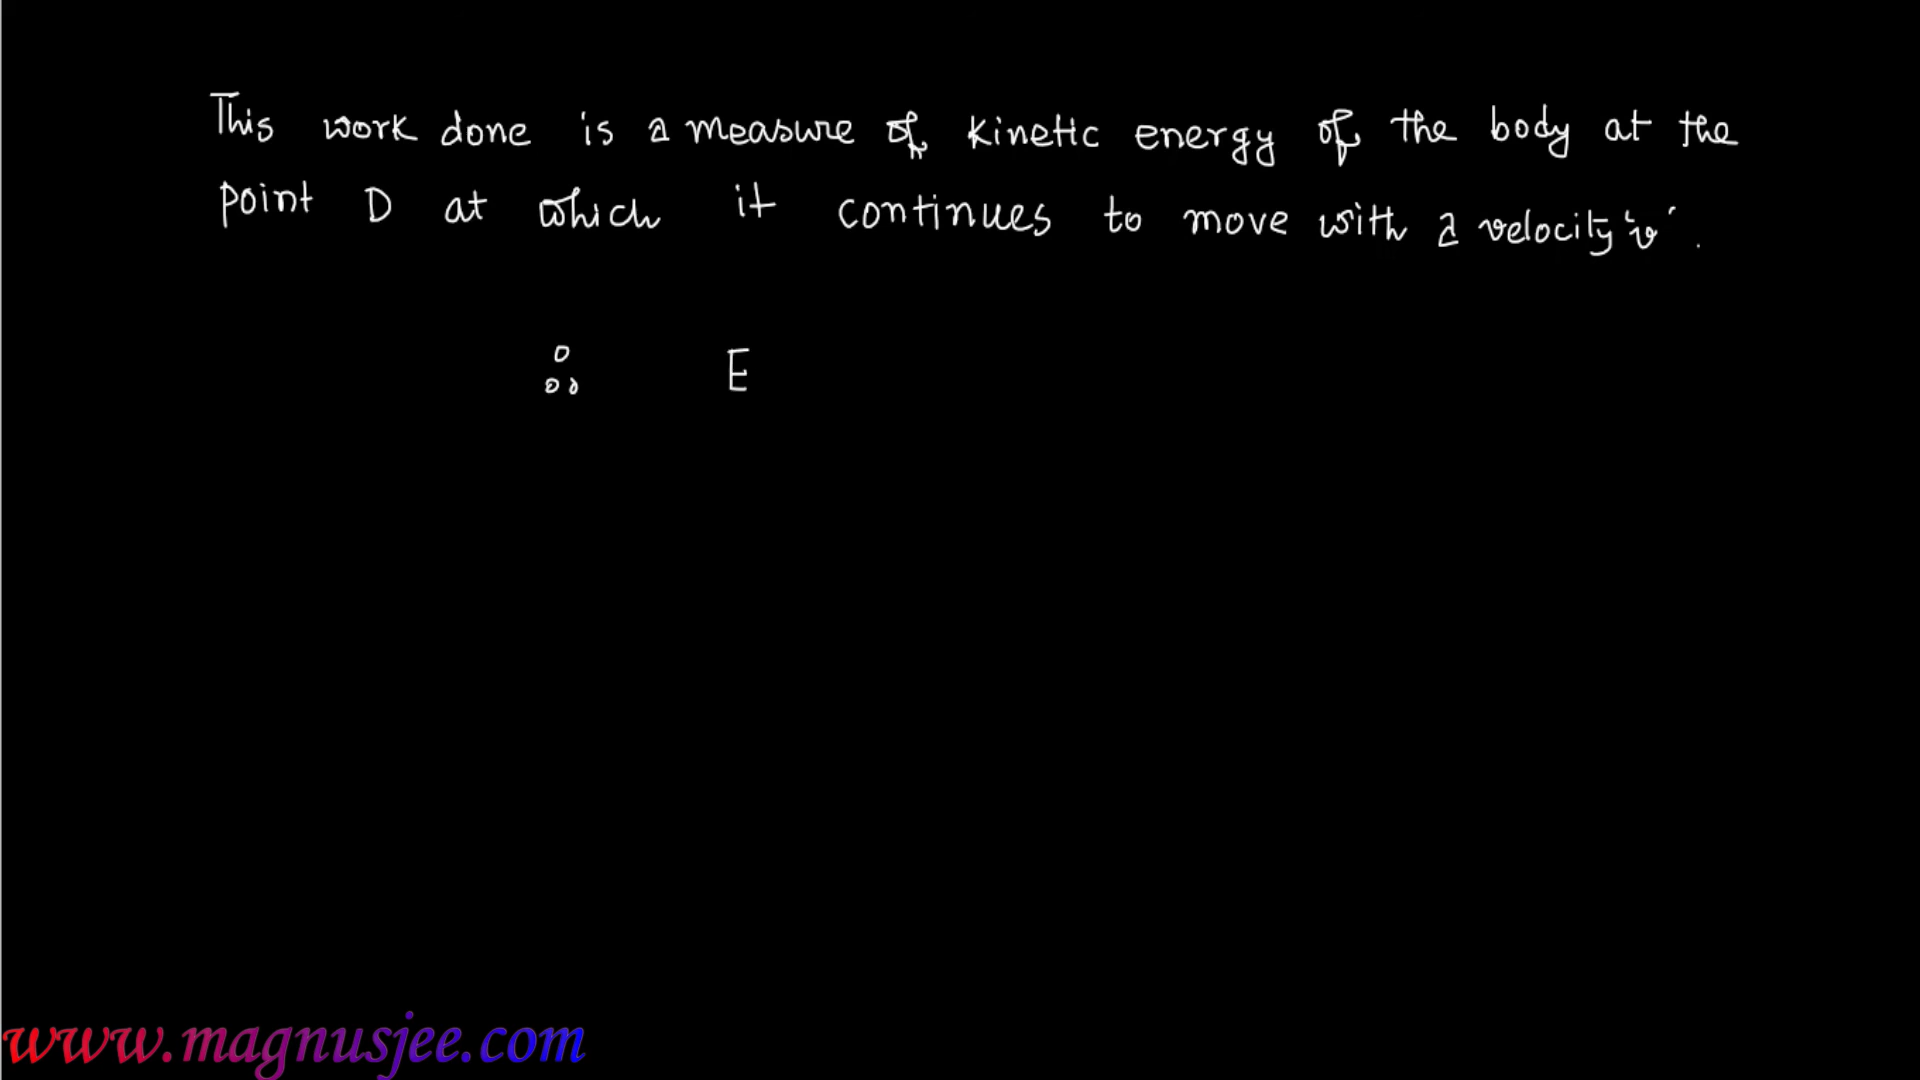 This work done is a measure of kinetic energy of the body at the
point D at which it continues to move with a velocity 'v'.
∴ E
www.magnusjee.com